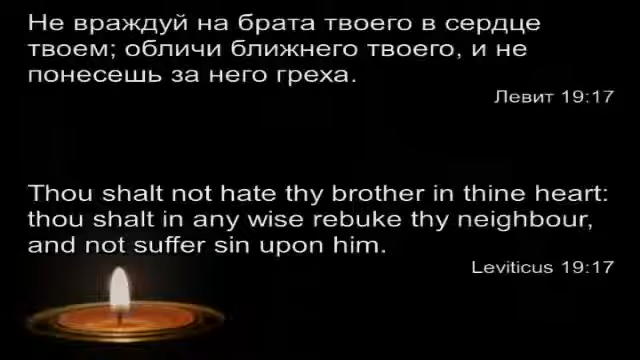 Не враждуй на брата твоего в сердце
твоем; обличи ближнего твоего, и не
понесешь за него греха.
Левит 19:17
Thou shalt not hate thy brother in thine heart:
thou shalt in any wise rebuke thy neighbour,
and not suffer sin upon him.
Leviticus 19:17